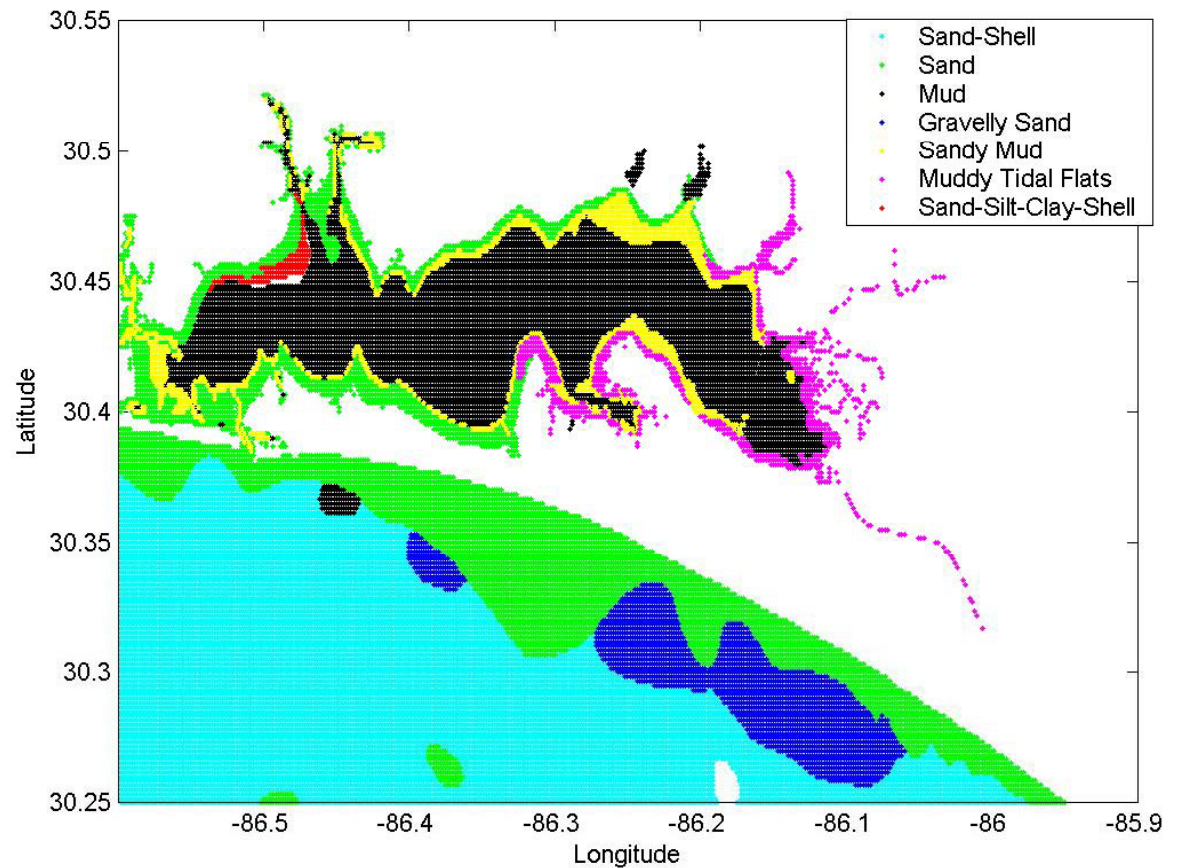 30.55
30.5
30.45
30.4
30.35
30.3
30.25
Latitude
-86.5
-86.4
-86.3
-86.2
-86.1
-86
-85.9
Longitude
Sand-Shell
Sand
Mud
Gravelly Sand
Sandy Mud
Muddy Tidal Flats
Sand-Silt-Clay-Shell